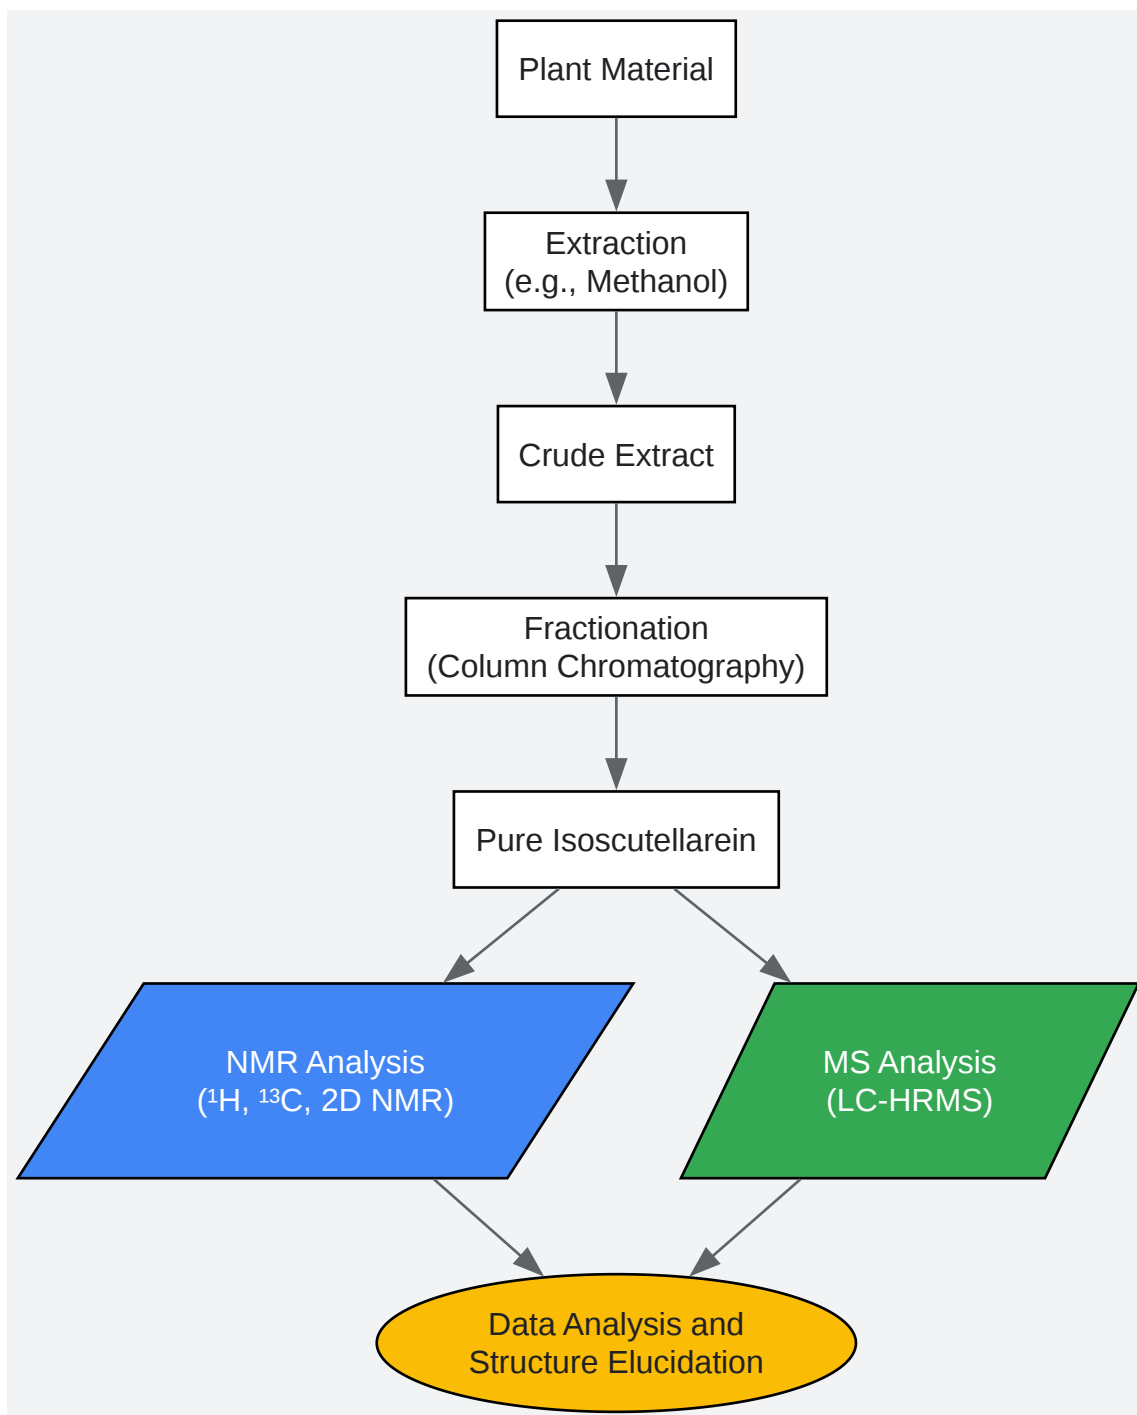 Plant Material
Extraction
(e.g., Methanol)
Crude Extract
Fractionation
(Column Chromatography)
Pure Isoscutellarein
NMR Analysis
(¹H, ¹³C, 2D NMR)
MS Analysis
(LC-HRMS)
Data Analysis and
Structure Elucidation